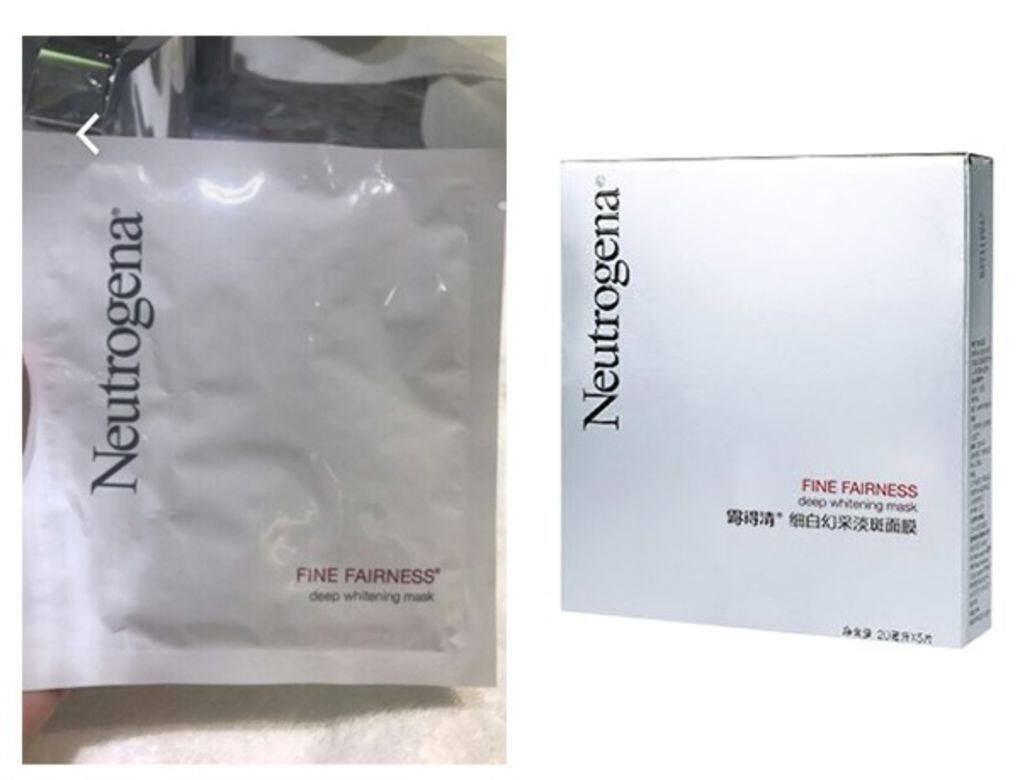 Neutrogena®
FINE FAIRNESS®
deep whitening mask
Neutrogena®
FINE FAIRNESS
deep whitening mask
露得清® 细白幻采淡斑面膜
净含量 20毫升X5片